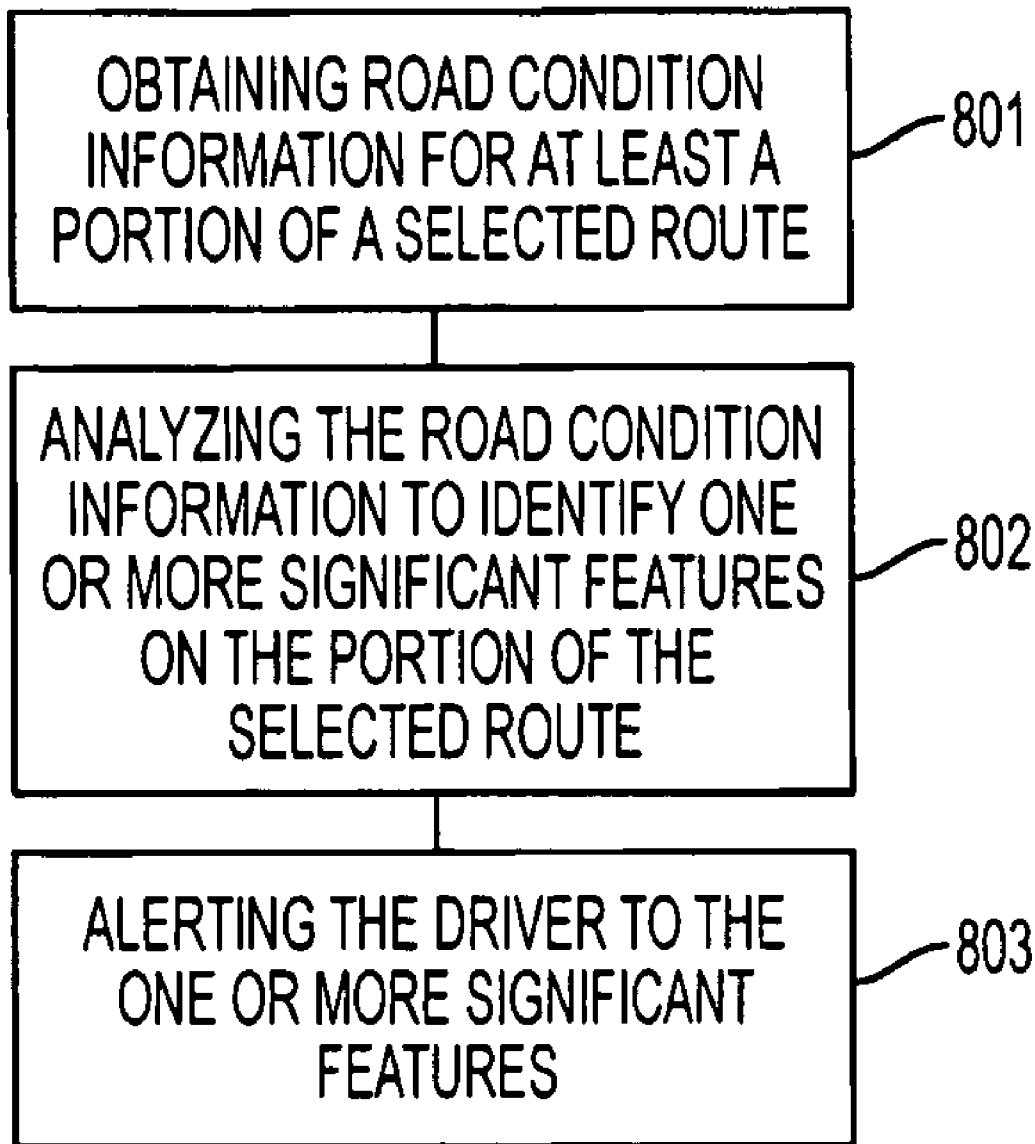 OBTAINING ROAD CONDITION
INFORMATION FOR AT LEAST A
PORTION OF A SELECTED ROUTE
801
ANALYZING THE ROAD CONDITION
INFORMATION TO IDENTIFY ONE
OR MORE SIGNIFICANT FEATURES
ON THE PORTION OF THE
SELECTED ROUTE
802
ALERTING THE DRIVER TO THE
ONE OR MORE SIGNIFICANT
FEATURES
803